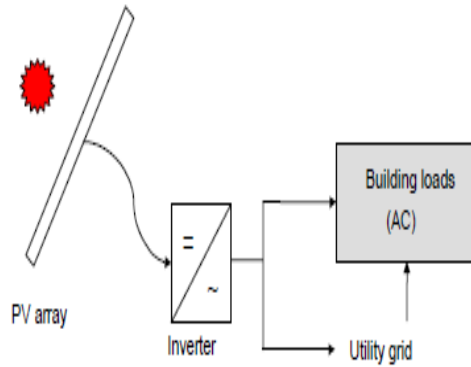 Building loads
(AC)
=
~
PV array
Inverter
Utility grid